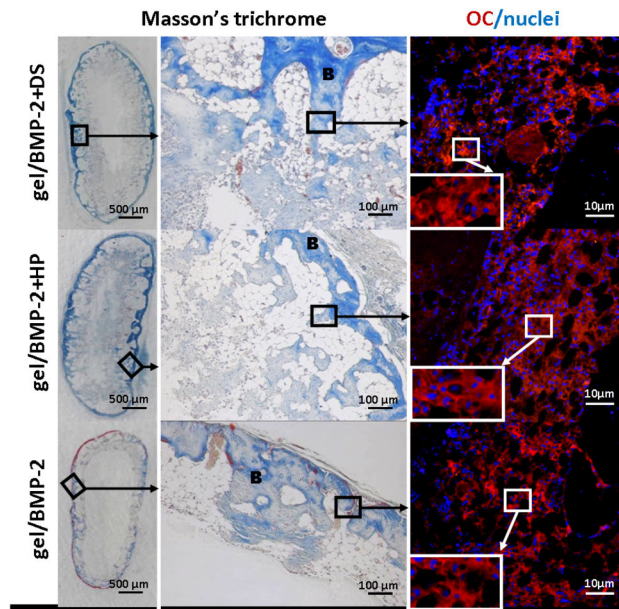 Masson's trichrome
OC/nuclei
gel/BMP-2+DS
B
500 µm
100 µm
10µm
gel/BMP-2+HP
B
500 µm
100 µm
10µm
gel/BMP-2
B
500 µm
100 µm
10µm